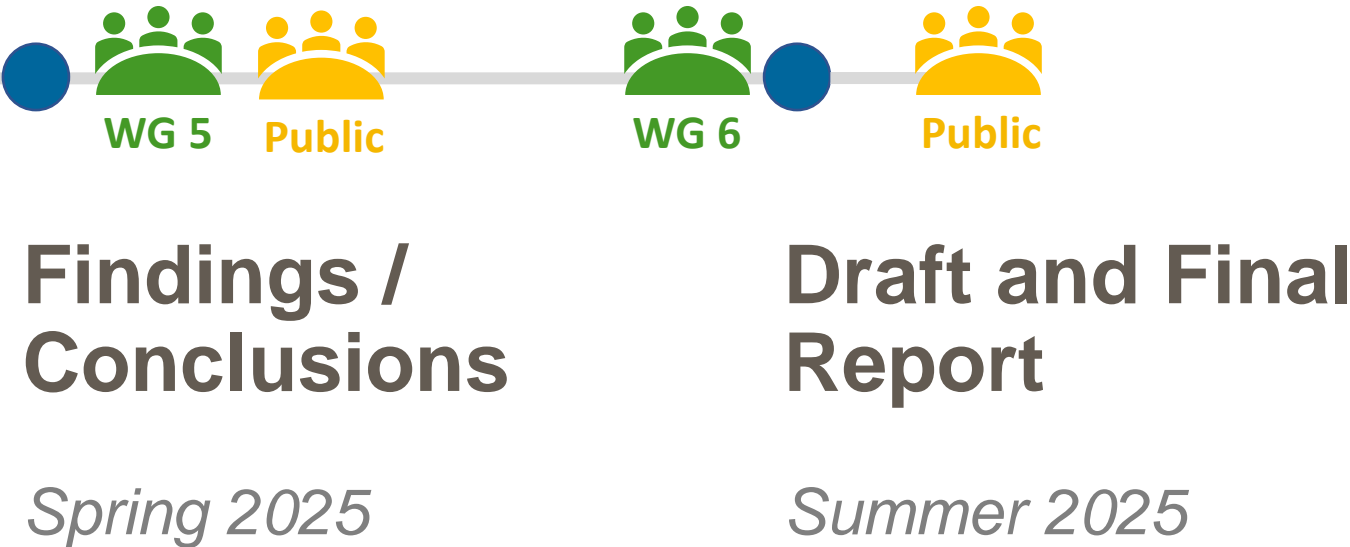 WG 5
Public
WG 6
Public
Findings /
Conclusions
Draft and Final
Report
Spring 2025
Summer 2025